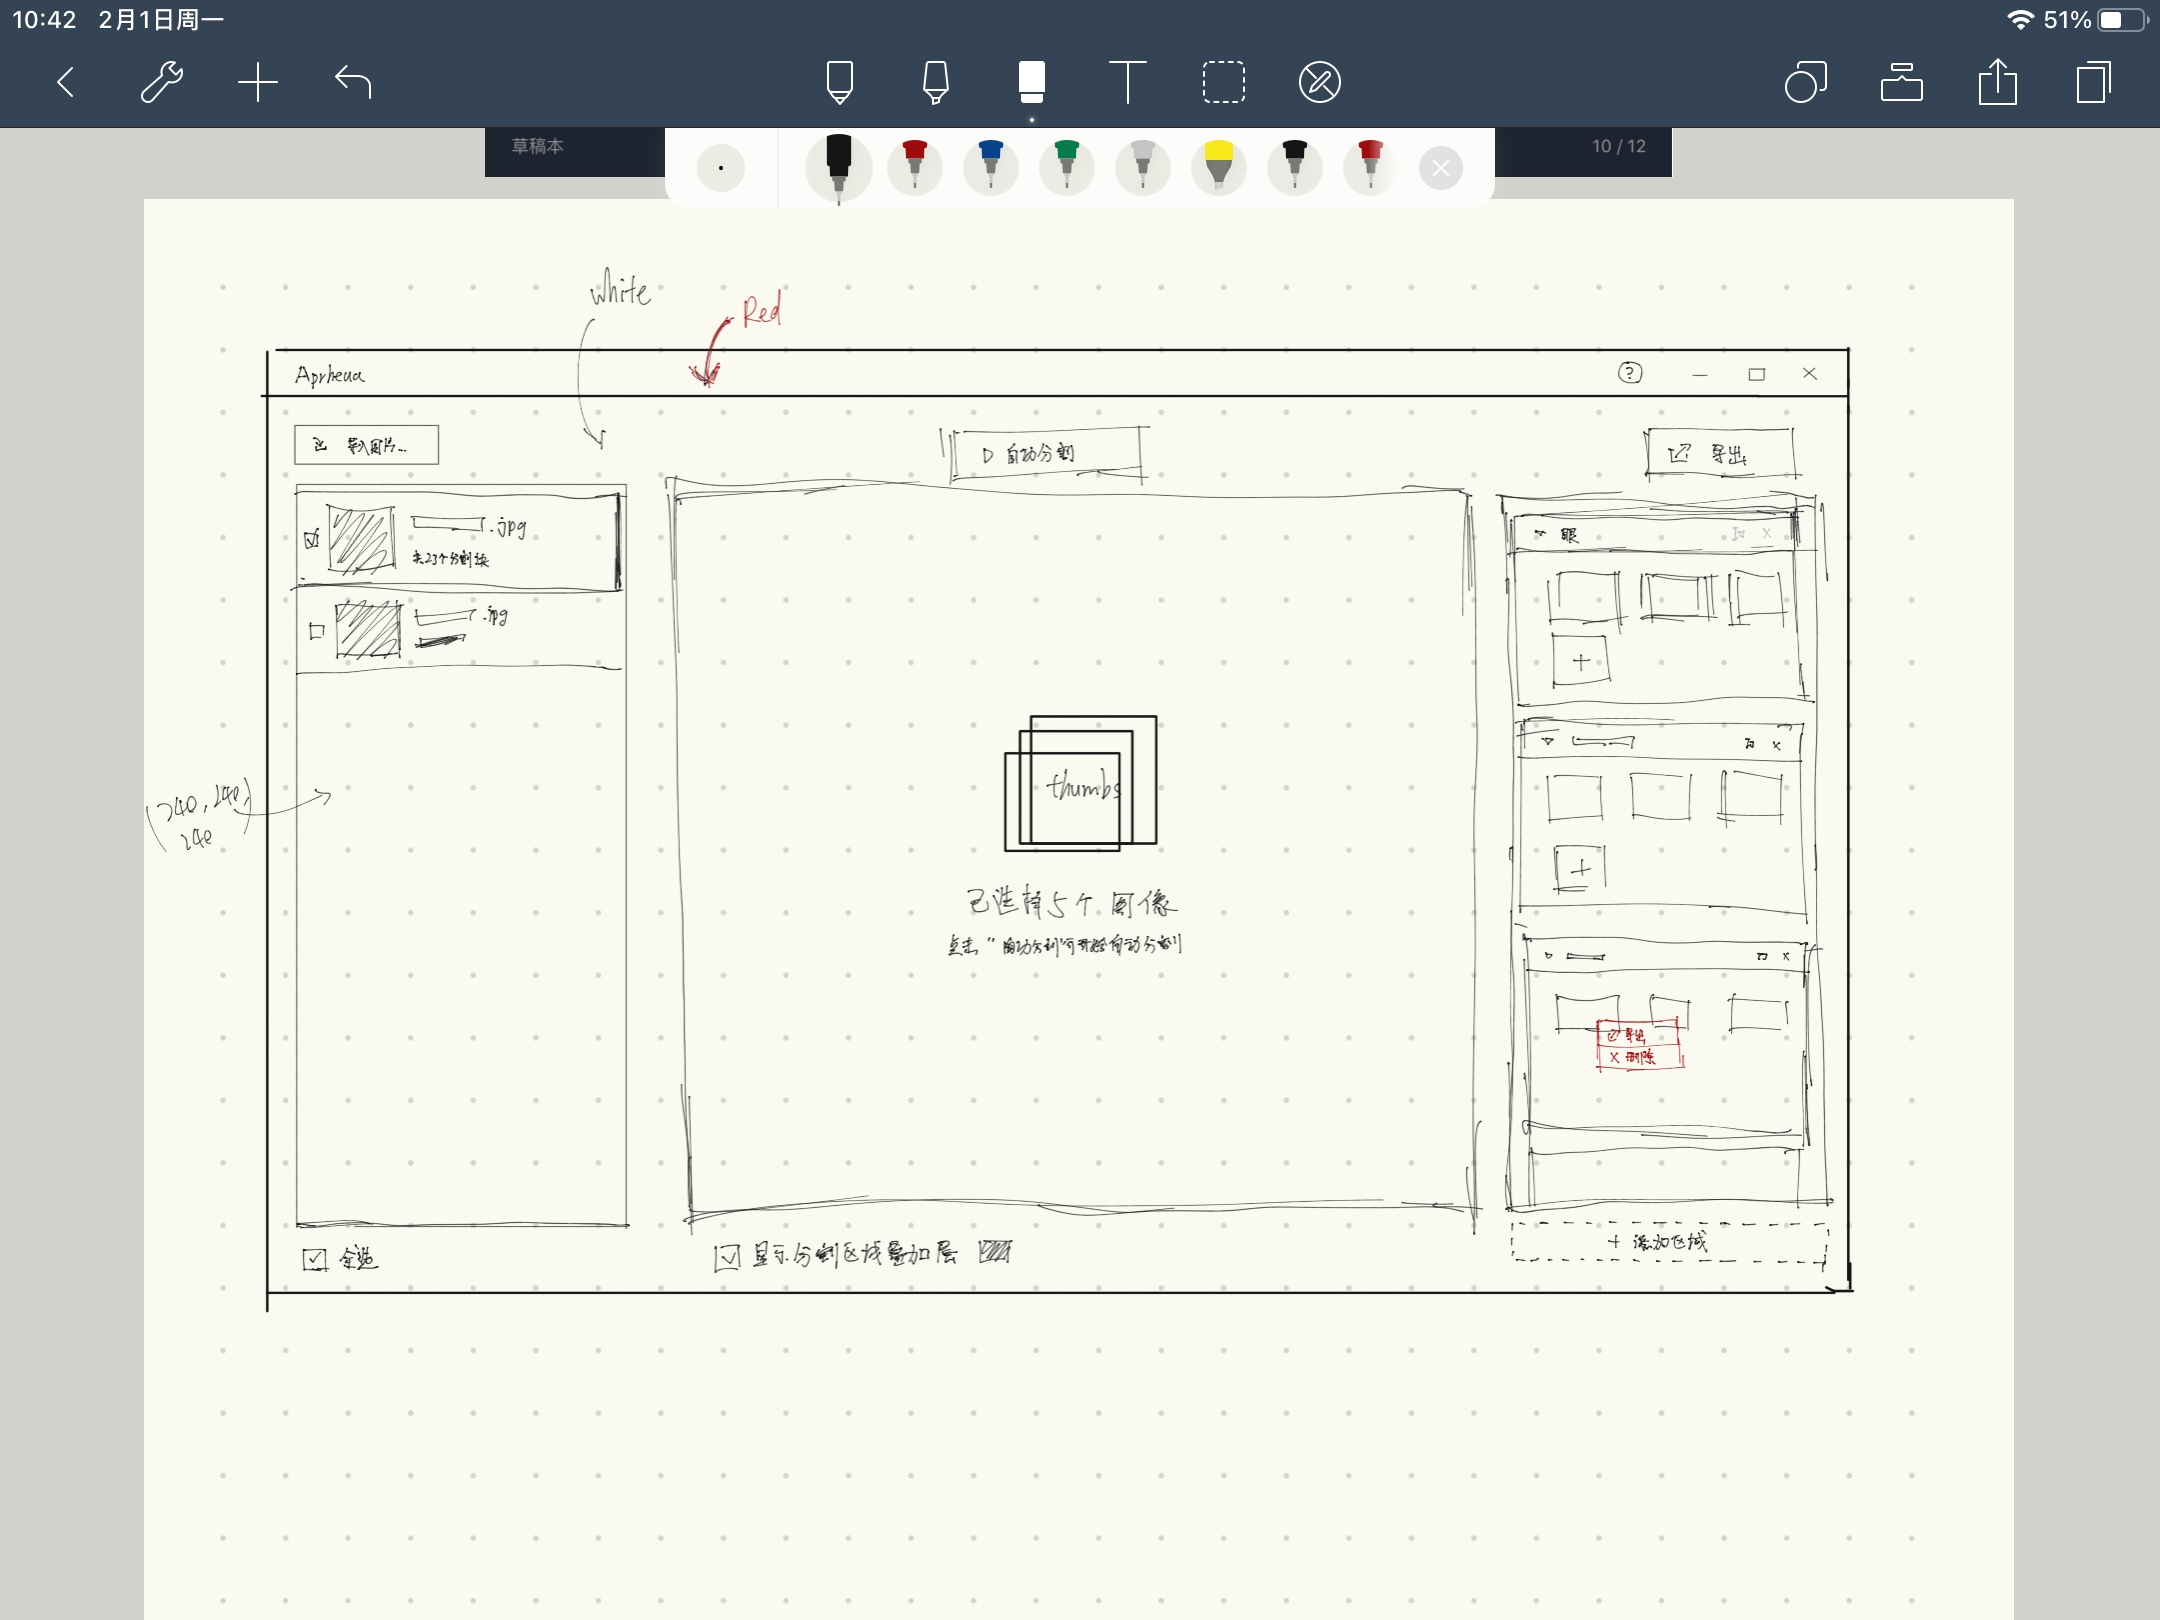 10:42 2月1日周一
51%
草稿本
10 / 12
White
Red
Aprheua
?
导入图片...
自动分割
导出
.jpg
共23个分割块
.jpg
眼
thumbs
(240, 240,
240
已选择5个图像
点击"自动分割"可开始自动分割
导出
X 删除
全选
显示分割区域叠加层
+ 添加区域